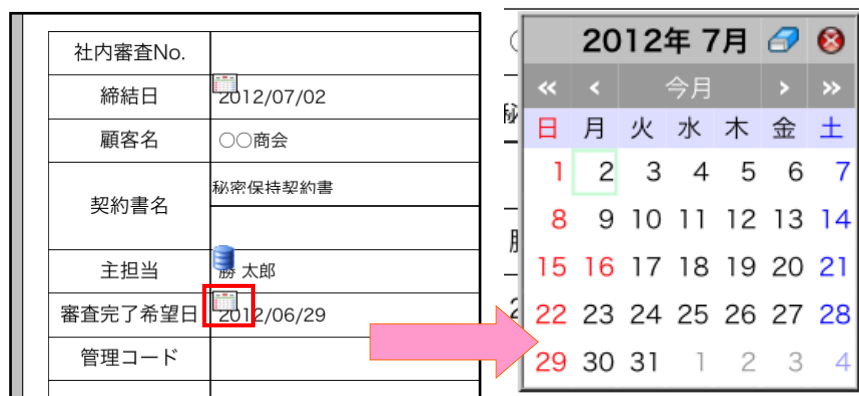 社内審査No.
締結日
2012/07/02
顧客名
○○商会
契約書名
秘密保持契約書
主担当
勝 太郎
審査完了希望日
2012/06/29
管理コード
2012年 7月
« ‹ 今月 › »
日 月 火 水 木 金 土
1 2 3 4 5 6 7
8 9 10 11 12 13 14
15 16 17 18 19 20 21
22 23 24 25 26 27 28
29 30 31 1 2 3 4